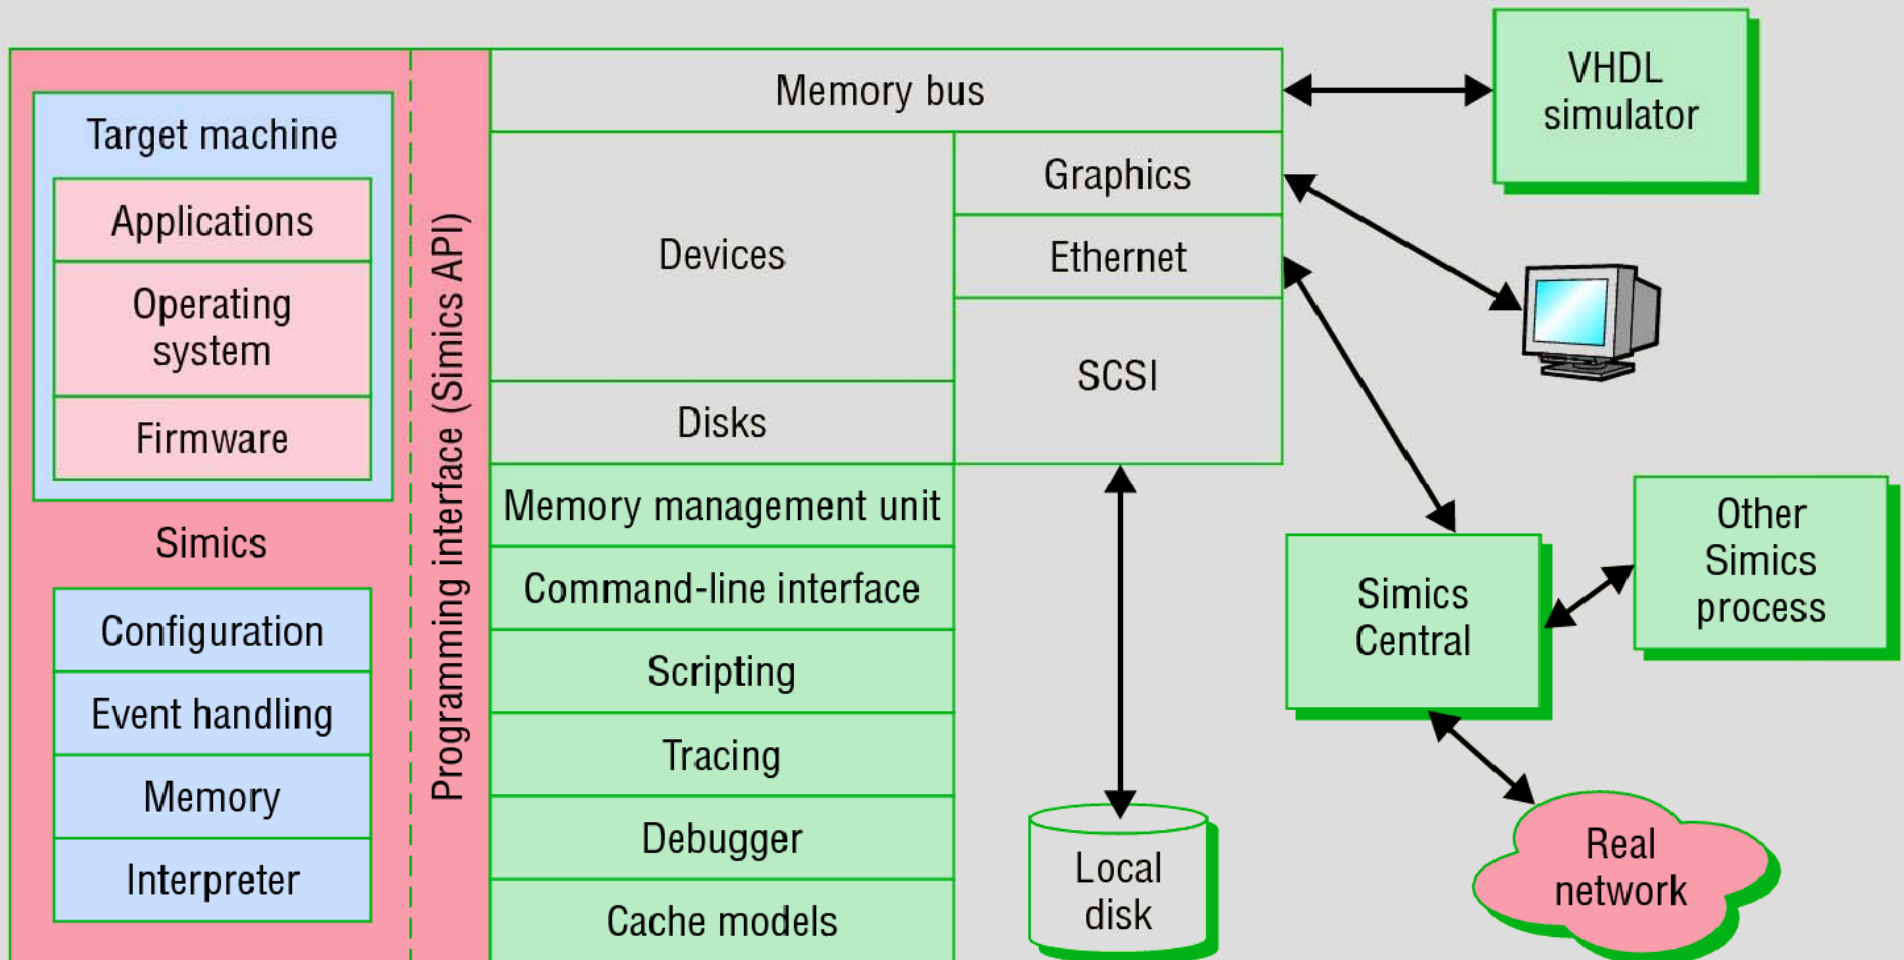 Target machine
Applications
Operating
system
Firmware
Simics
Configuration
Event handling
Memory
Interpreter
Programming interface (Simics API)
Memory bus
Devices
Graphics
Ethernet
SCSI
Disks
Memory management unit
Command-line interface
Scripting
Tracing
Debugger
Cache models
VHDL
simulator
Simics
Central
Other
Simics
process
Local
disk
Real
network